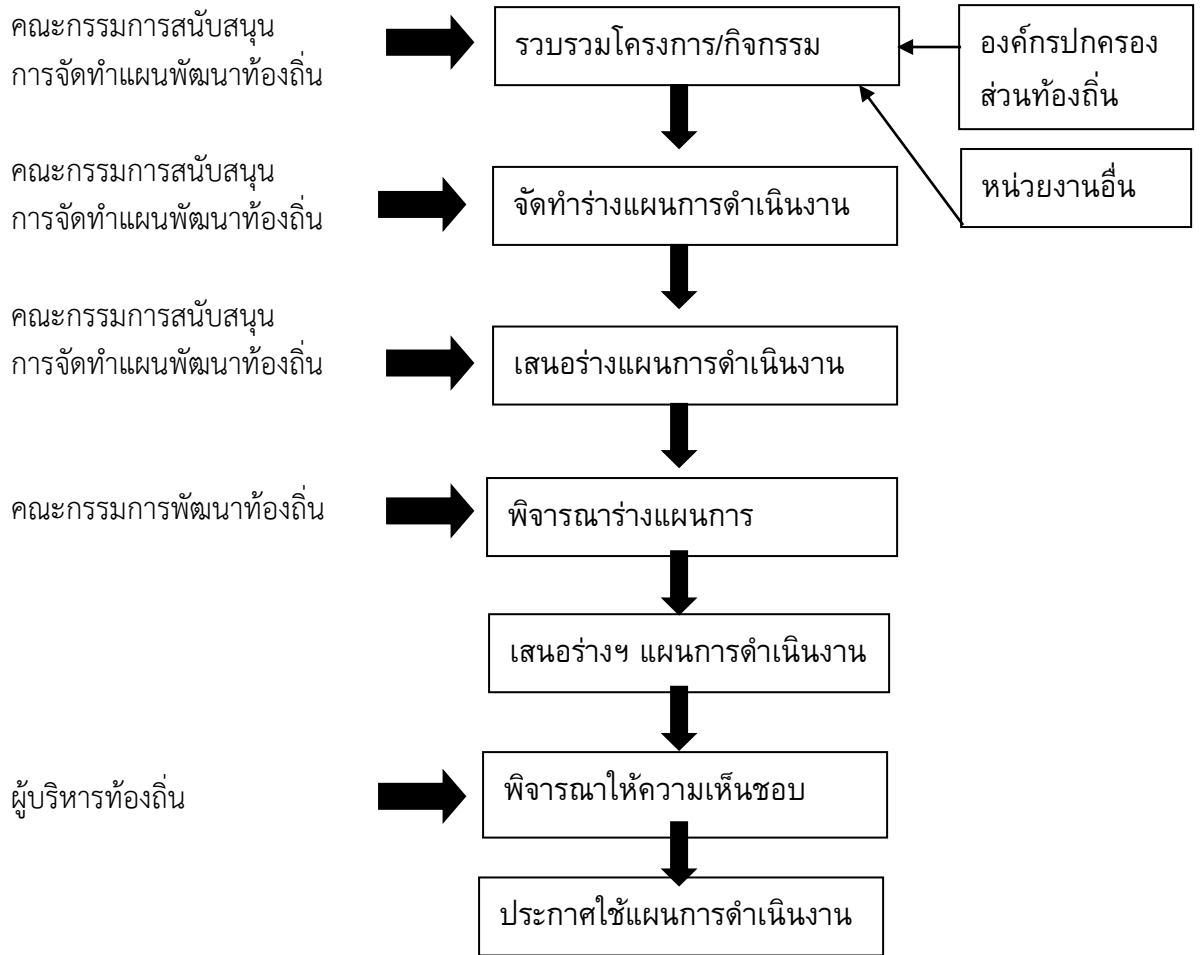 คณะกรรมการสนับสนุน
การจัดทำแผนพัฒนาท้องถิ่น
รวบรวมโครงการ/กิจกรรม
องค์กรปกครอง
ส่วนท้องถิ่น
หน่วยงานอื่น
คณะกรรมการสนับสนุน
การจัดทำแผนพัฒนาท้องถิ่น
จัดทำร่างแผนการดำเนินงาน
คณะกรรมการสนับสนุน
การจัดทำแผนพัฒนาท้องถิ่น
เสนอร่างแผนการดำเนินงาน
คณะกรรมการพัฒนาท้องถิ่น
พิจารณาร่างแผนการ
เสนอร่างฯ แผนการดำเนินงาน
ผู้บริหารท้องถิ่น
พิจารณาให้ความเห็นชอบ
ประกาศใช้แผนการดำเนินงาน